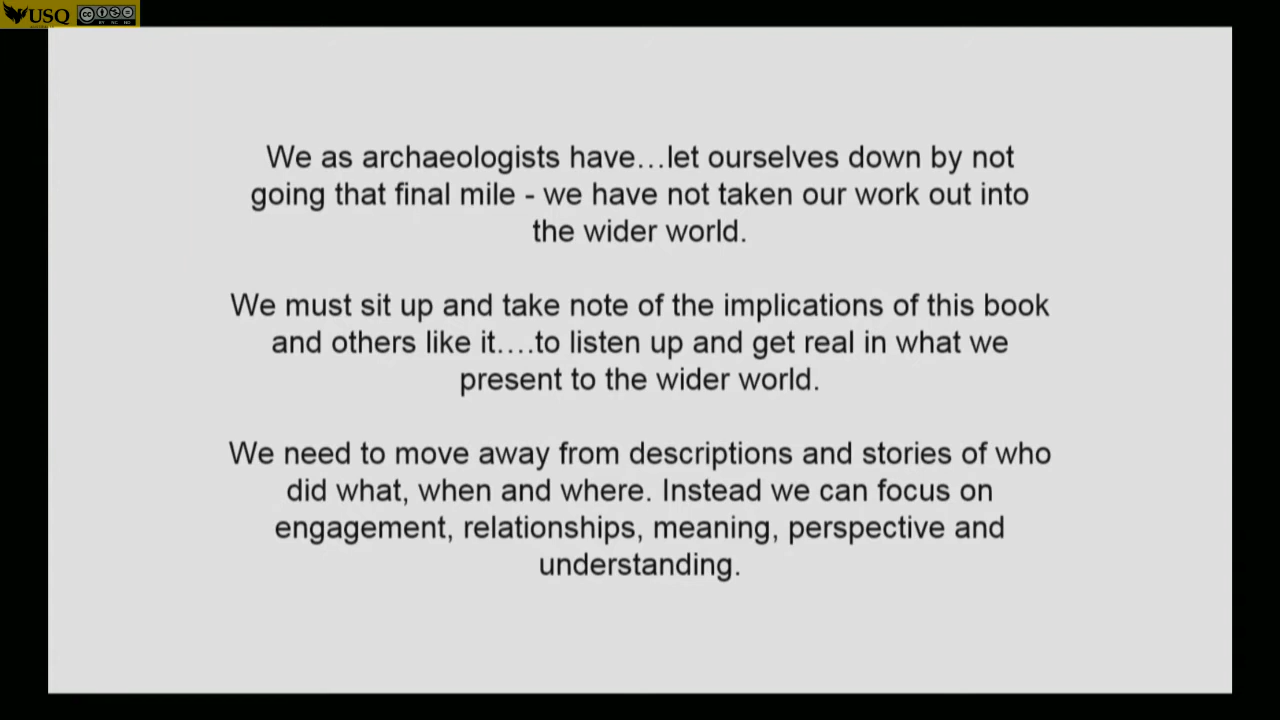 USQ
We as archaeologists have…let ourselves down by not
going that final mile - we have not taken our work out into
the wider world.
We must sit up and take note of the implications of this book
and others like it….to listen up and get real in what we
present to the wider world.
We need to move away from descriptions and stories of who
did what, when and where. Instead we can focus on
engagement, relationships, meaning, perspective and
understanding.